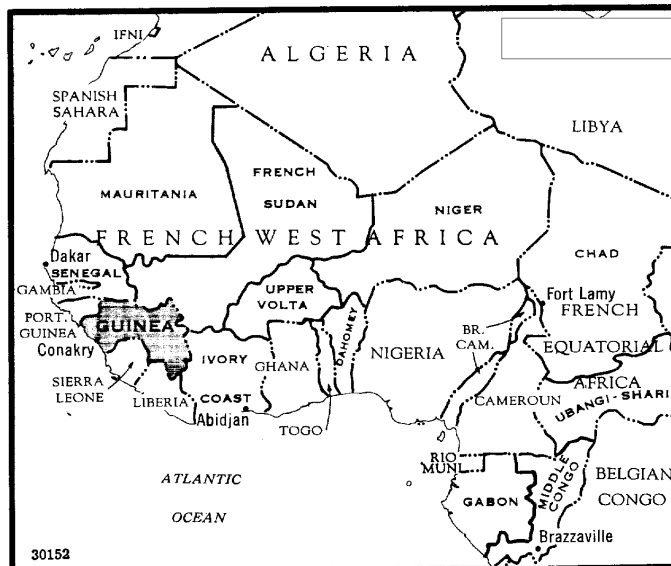 IFNI
ALGERIA
SPANISH
SAHARA
LIBYA
MAURITANIA
FRENCH
SUDAN
NIGER
FRENCH WEST AFRICA
CHAD
Dakar
SENEGAL
GAMBIA
UPPER
VOLTA
Fort Lamy
FRENCH
PORT.
GUINEA
GUINEA
Conakry
IVORY
COAST
GHANA
DAHOMEY
NIGERIA
BR.
CAM.
EQUATORIAL
AFRICA
SIERRA
LEONE
LIBERIA
Abidjan
TOGO
CAMEROUN
UBANGI-SHARI
RIO
MUNI
BELGIAN
CONGO
MIDDLE
CONGO
GABON
ATLANTIC
OCEAN
Brazzaville
30152